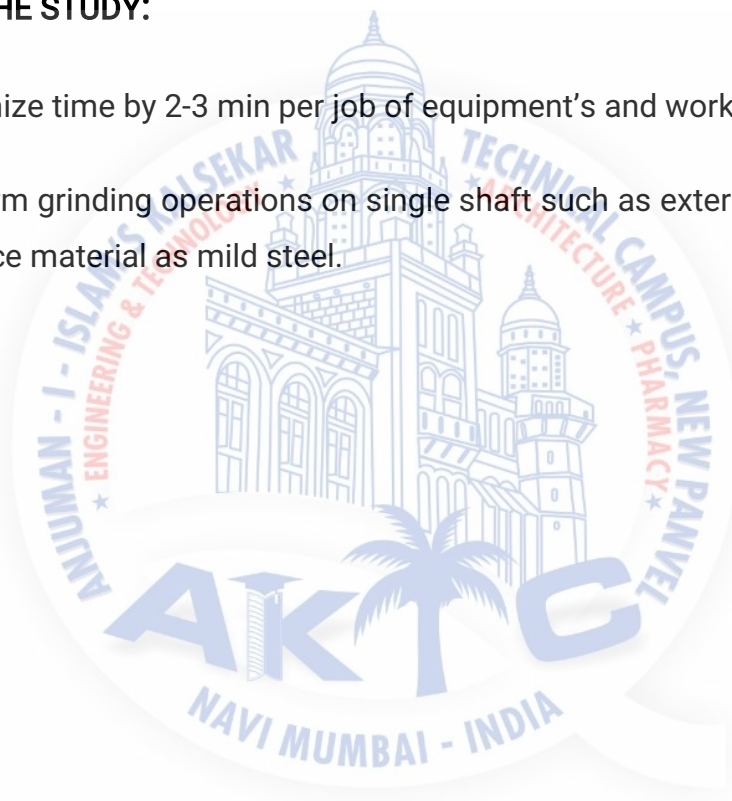 HE STUDY:
ize time by 2-3 min per job of equipment's and work
rm grinding operations on single shaft such as exter
ce material as mild steel.
ANJUMAN - I - ISLAM'S KALSEKAR TECHNICAL CAMPUS, NEW PANVEL
★ ENGINEERING & TECHNOLOGY ★ ★ ARCHITECTURE ★ PHARMACY ★
AKTC
NAVI MUMBAI - INDIA